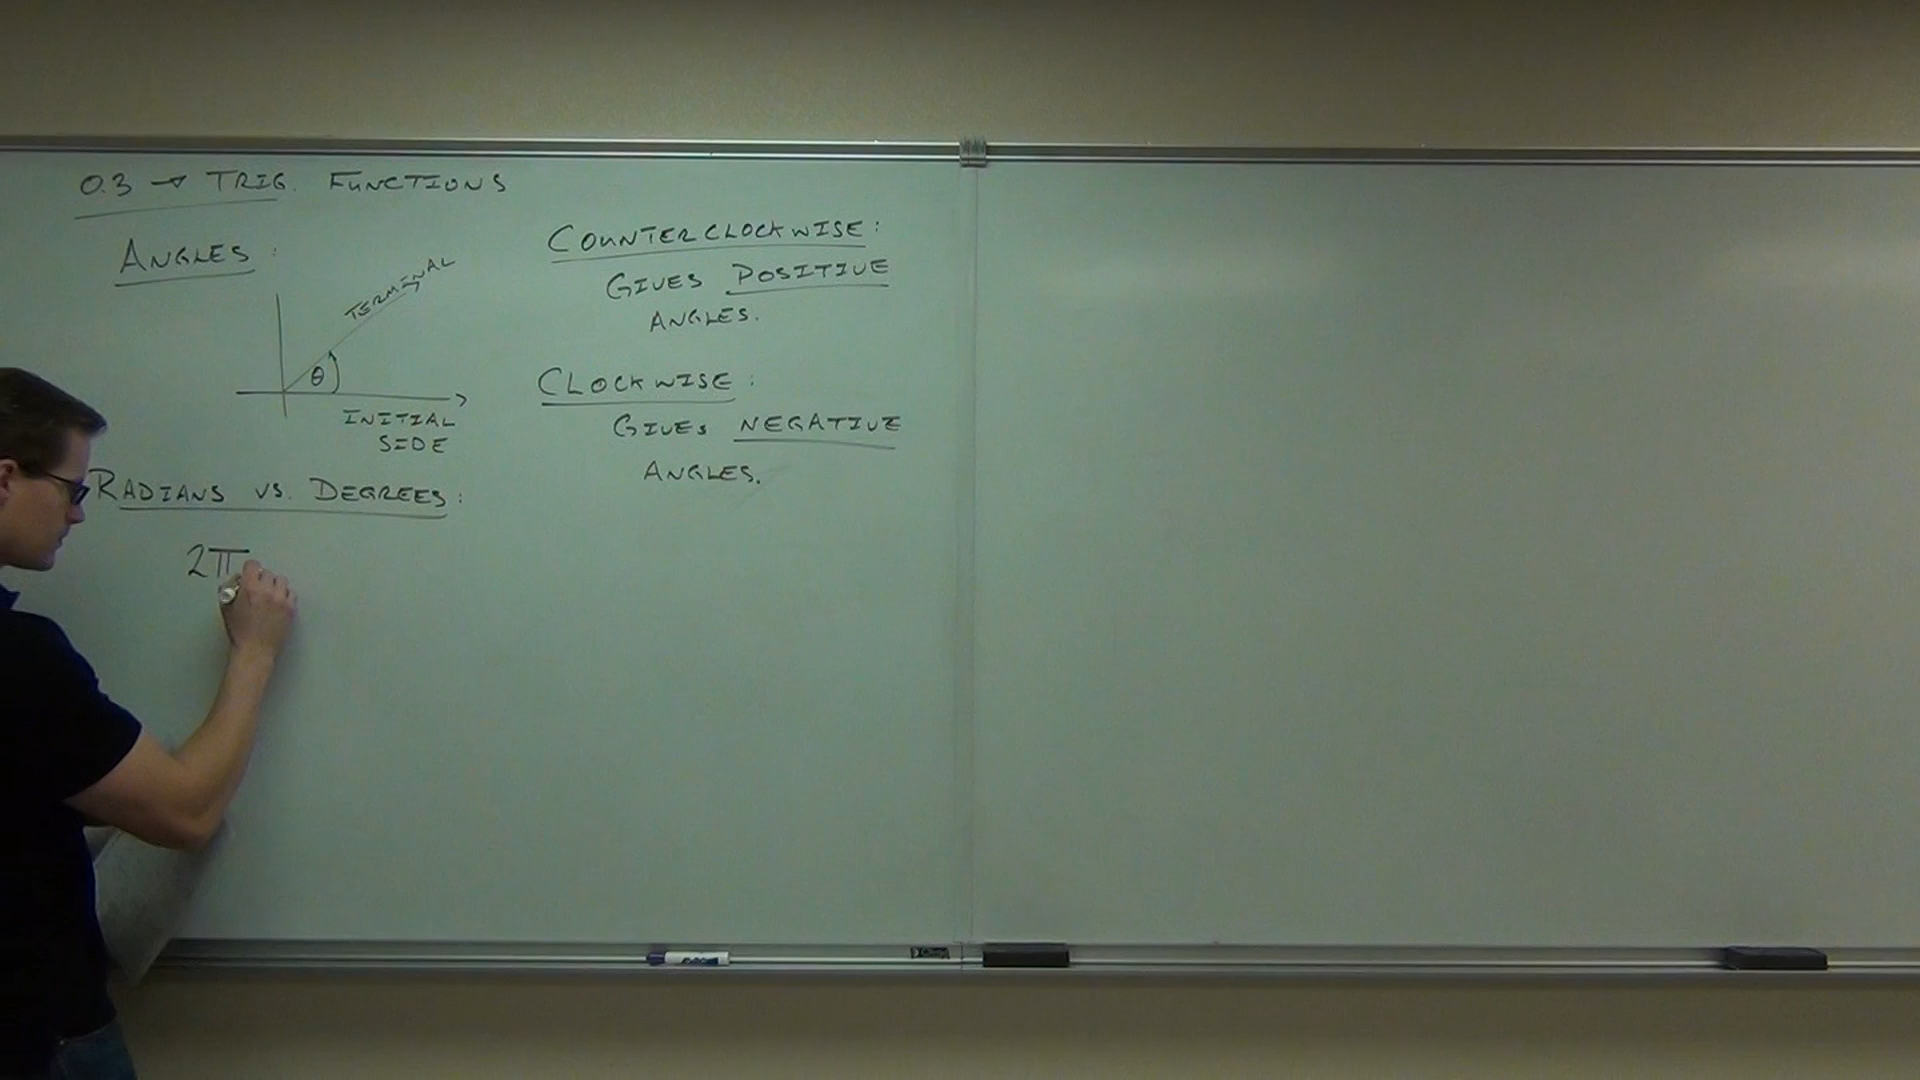 0.3 → TRIG. FUNCTIONS
ANGLES:
TERMINAL
θ
INITIAL
SIDE
RADIANS VS. DEGREES:
2π
COUNTERCLOCKWISE:
GIVES POSITIVE
ANGLES.
CLOCKWISE:
GIVES NEGATIVE
ANGLES.